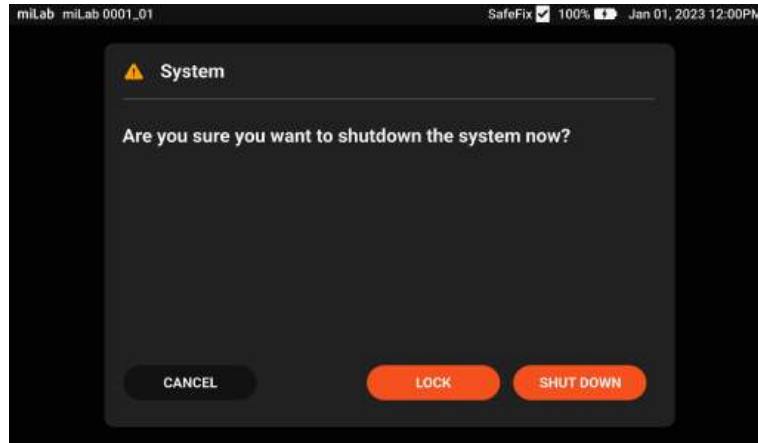 miLab miLab 0001_01 SafeFix 100% Jan 01, 2023 12:00PM
System
Are you sure you want to shutdown the system now?
CANCEL LOCK SHUT DOWN